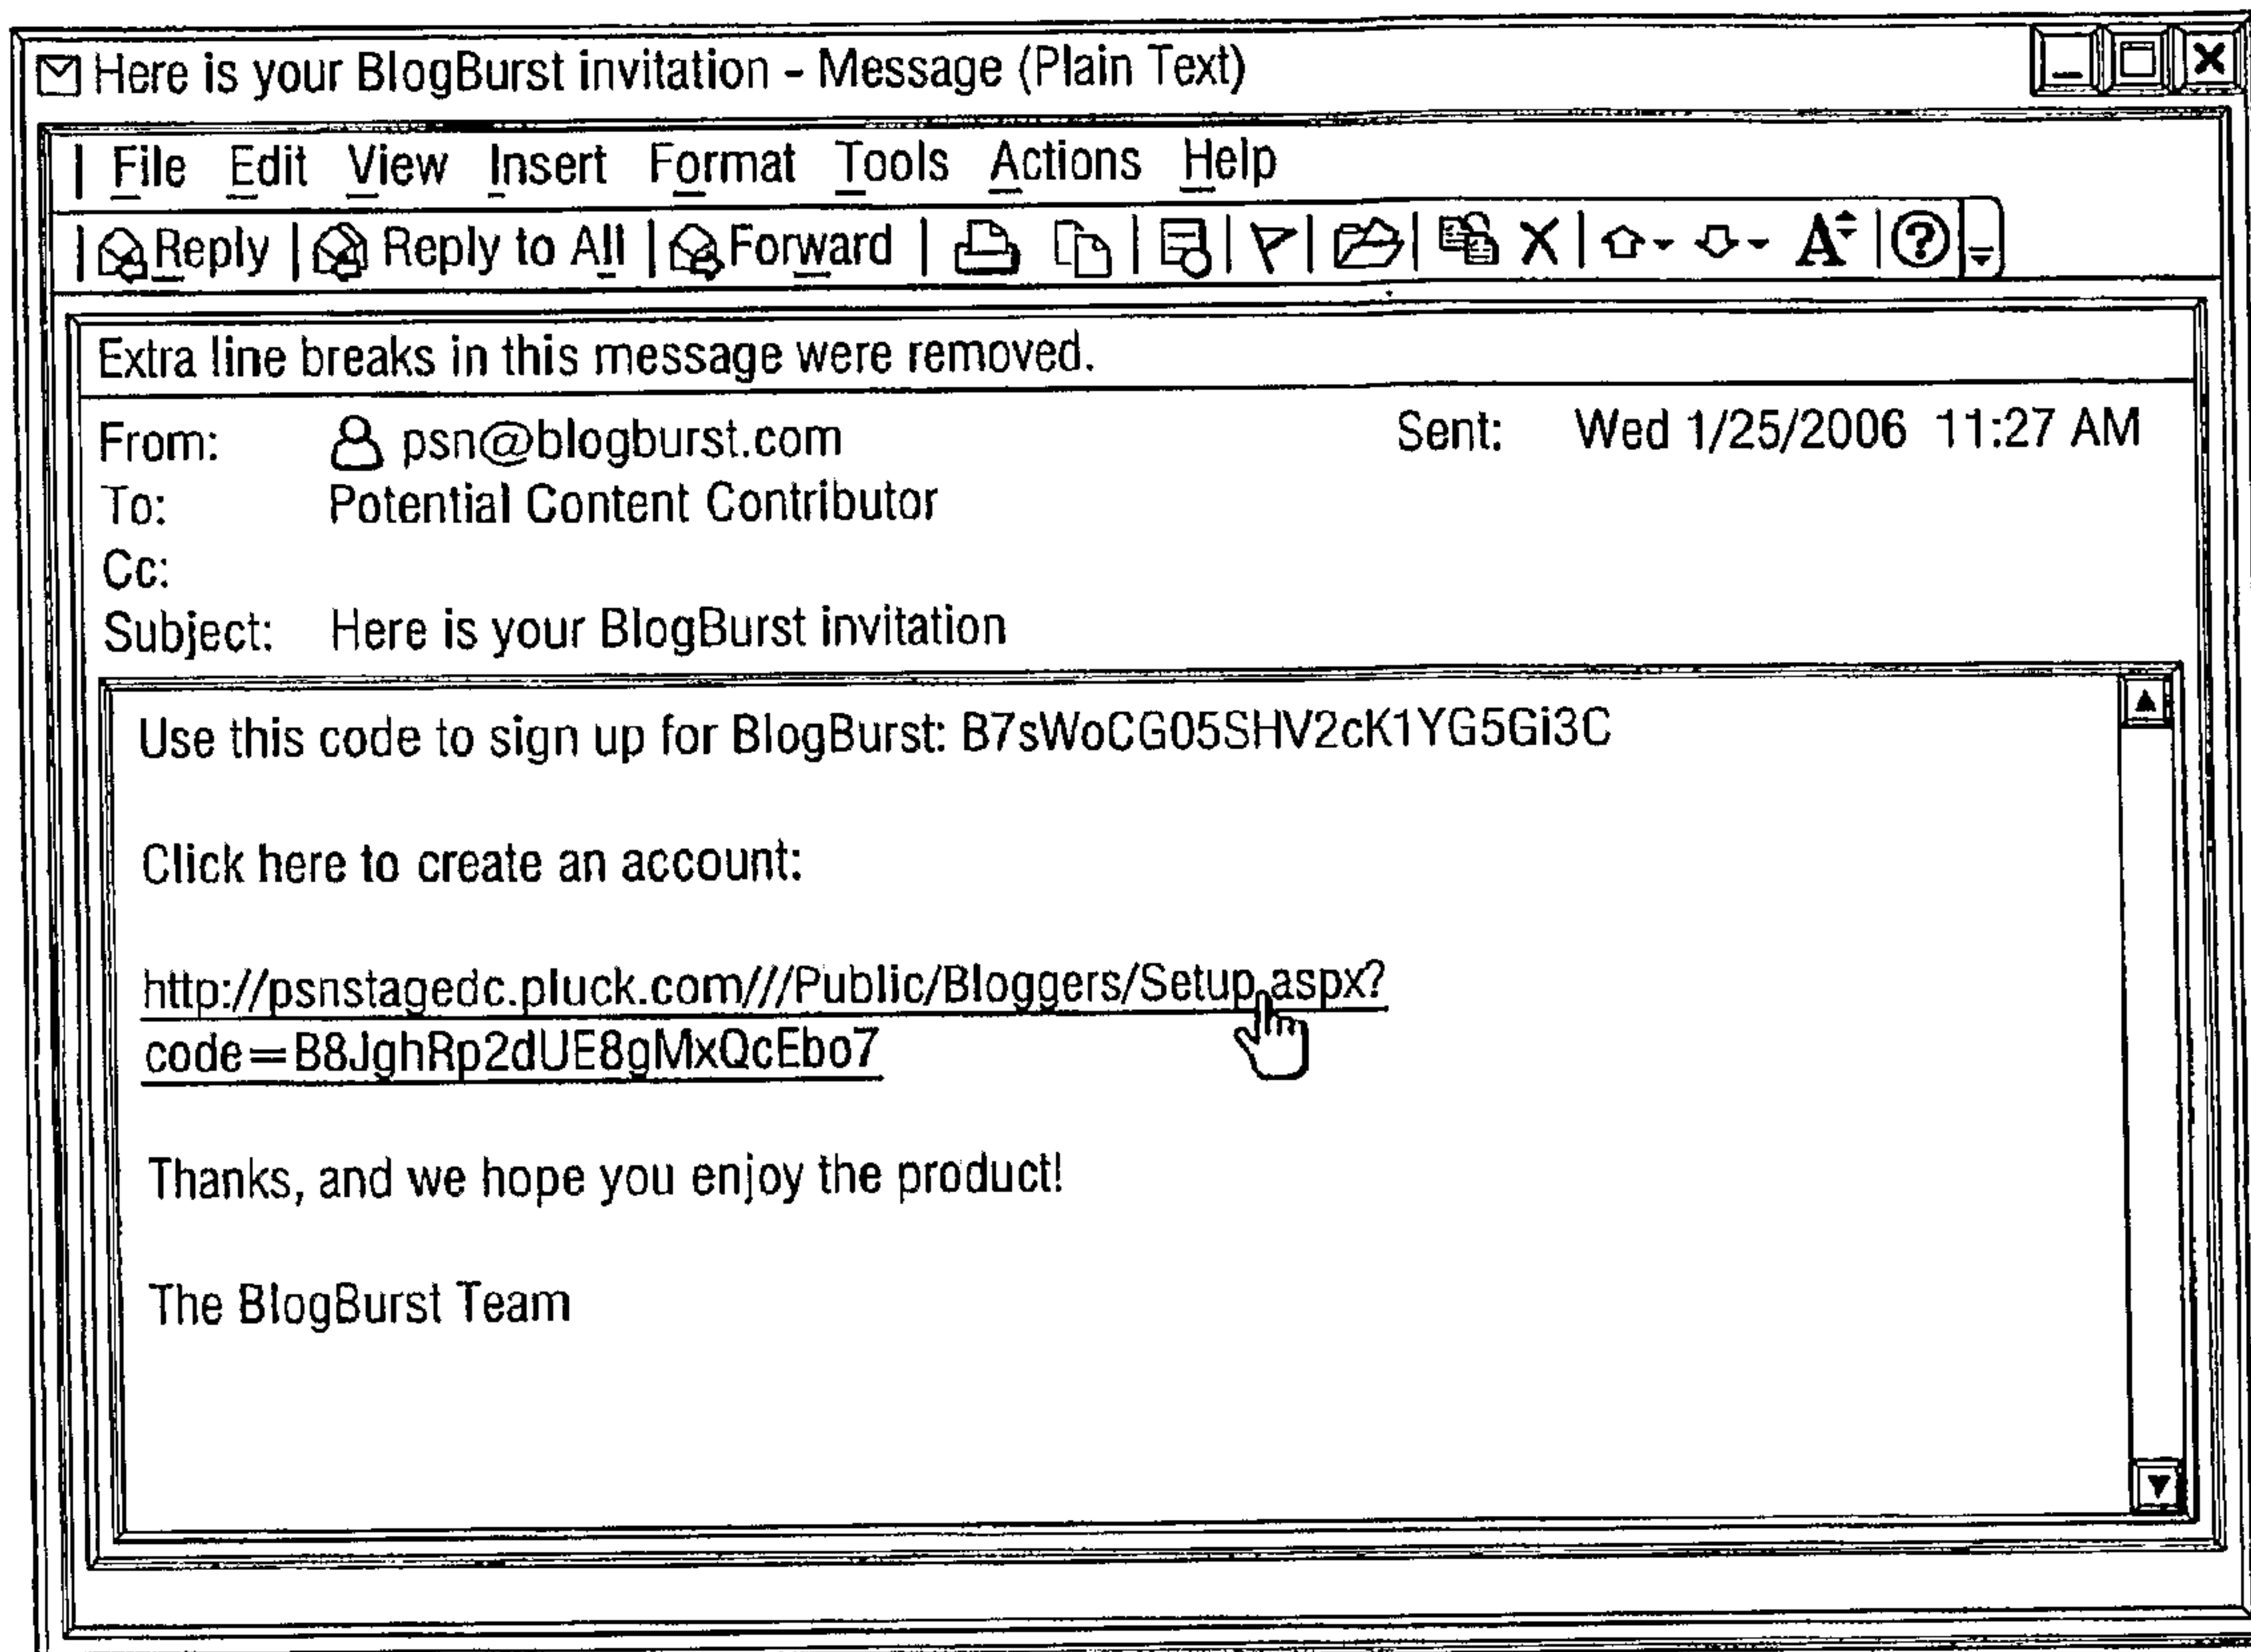 Here is your BlogBurst invitation - Message (Plain Text)
File Edit View Insert Format Tools Actions Help
Reply Reply to All Forward A ?
Extra line breaks in this message were removed.
From: psn@blogburst.com Sent: Wed 1/25/2006 11:27 AM
To: Potential Content Contributor
Cc:
Subject: Here is your BlogBurst invitation
Use this code to sign up for BlogBurst: B7sWoCG05SHV2cK1YG5Gi3C
Click here to create an account:
http://psnstagedc.pluck.com///Public/Bloggers/Setup.aspx?
code=B8JghRp2dUE8gMxQcEbo7
Thanks, and we hope you enjoy the product!
The BlogBurst Team